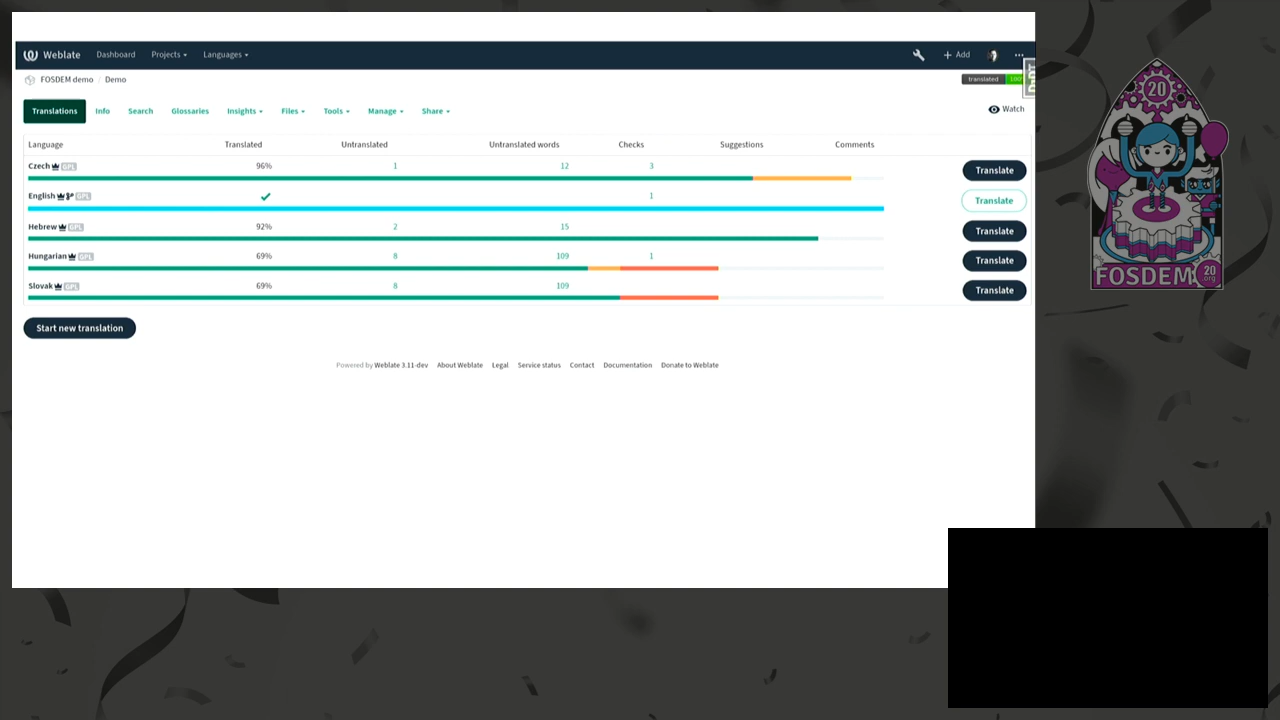 Weblate Dashboard Projects Languages Add
FOSDEM demo / Demo translated 100%
Translations Info Search Glossaries Insights Files Tools Manage Share Watch
Language Translated Untranslated Untranslated words Checks Suggestions Comments
Czech GPL 96% 1 12 3 Translate
English GPL 1 Translate
Hebrew GPL 92% 2 15 Translate
Hungarian GPL 69% 8 109 1 Translate
Slovak GPL 69% 8 109 Translate
Start new translation
Powered by Weblate 3.11-dev About Weblate Legal Service status Contact Documentation Donate to Weblate
20
FOSDEM 20
.org